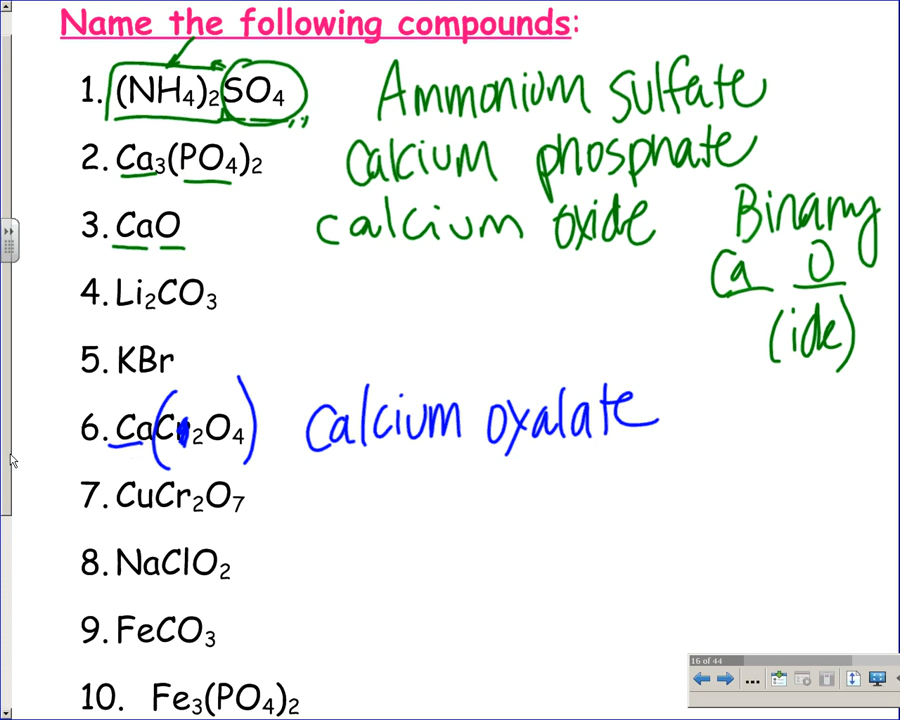 Name the following compounds:
1. (NH₄)₂SO₄ Ammonium sulfate
2. Ca₃(PO₄)₂ Calcium phosphate
3. CaO calcium oxide Binary
Ca O
4. Li₂CO₃
(ide)
5. KBr
6. CaCr₂O₄ Calcium oxalate
7. CuCr₂O₇
8. NaClO₂
9. FeCO₃
10. Fe₃(PO₄)₂
16 of 44